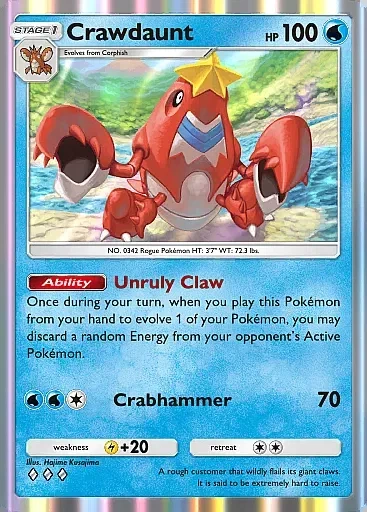 STAGE 1 Crawdaunt HP 100
Evolves from Corphish
NO. 0342 Rogue Pokémon HT: 3'7" WT: 72.3 lbs.
Ability Unruly Claw
Once during your turn, when you play this Pokémon
from your hand to evolve 1 of your Pokémon, you may
discard a random Energy from your opponent's Active
Pokémon.
Crabhammer 70
weakness +20 retreat
Illus. Hajime Kusajima
A rough customer that wildly flails its giant claws.
It is said to be extremely hard to raise.